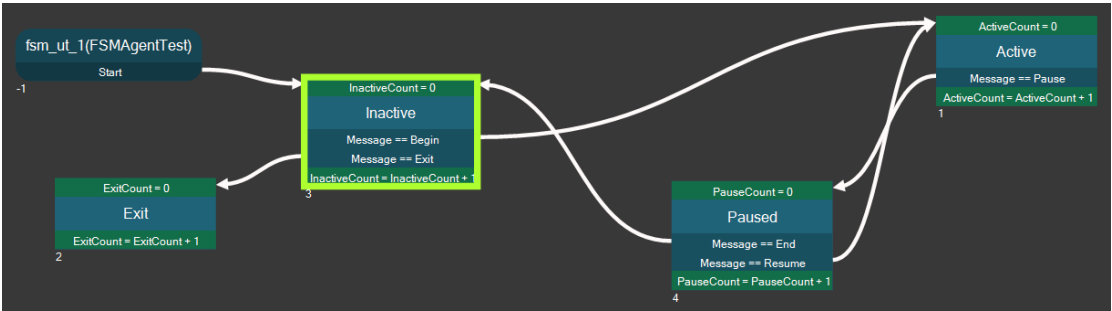 fsm_ut_1(FSMAgentTest)
Start
-1
InactiveCount = 0
Inactive
Message == Begin
Message == Exit
InactiveCount = InactiveCount + 1
3
ExitCount = 0
Exit
ExitCount = ExitCount + 1
2
ActiveCount = 0
Active
Message == Pause
ActiveCount = ActiveCount + 1
1
PauseCount = 0
Paused
Message == End
Message == Resume
PauseCount = PauseCount + 1
4